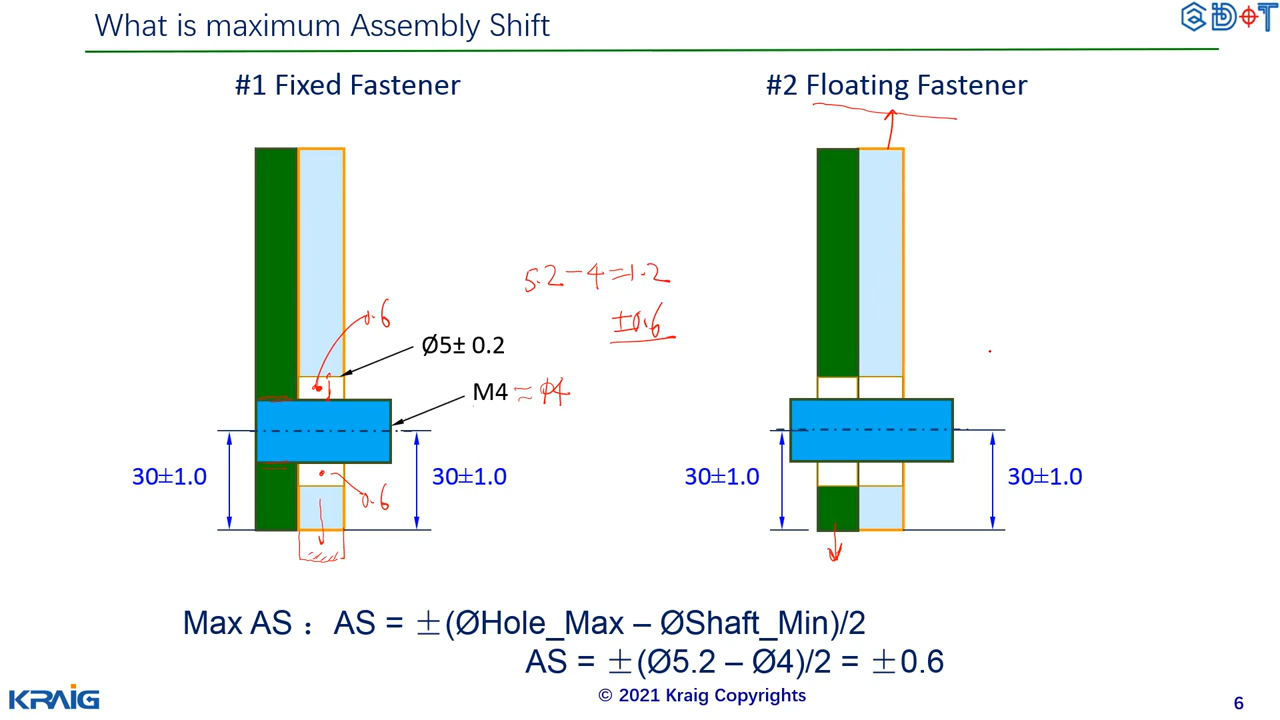 What is maximum Assembly Shift
#1 Fixed Fastener
#2 Floating Fastener
5.2-4=1.2
±0.6
0.6
Ø5± 0.2
M4 ≈ Φ4
30±1.0
30±1.0
0.6
30±1.0
30±1.0
Max AS： AS = ±(ØHole_Max – ØShaft_Min)/2
AS = ±(Ø5.2 – Ø4)/2 = ±0.6
KRAIG
© 2021 Kraig Copyrights
6